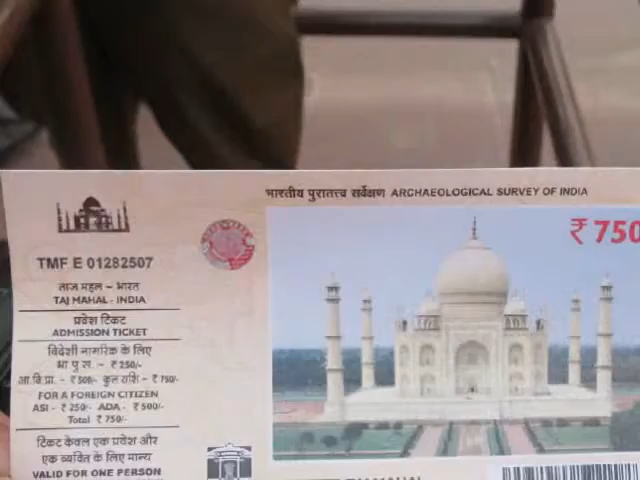 भारतीय पुरातत्त्व सर्वेक्षण ARCHAEOLOGICAL SURVEY OF INDIA
₹ 750
TMF E 01282507
ताज महल - भारत
TAJ MAHAL - INDIA
प्रवेश टिकट
ADMISSION TICKET
विदेशी नागरिक के लिए
भा पु स. - ₹ 250/-
आ.वि.प्रा. - ₹ 500/- कुल राशि - ₹ 750/-
FOR A FOREIGN CITIZEN
ASI - ₹ 250/- ADA - ₹ 500/-
Total ₹ 750/-
टिकट केवल एक प्रवेश और
एक व्यक्ति के लिए मान्य
VALID FOR ONE PERSON